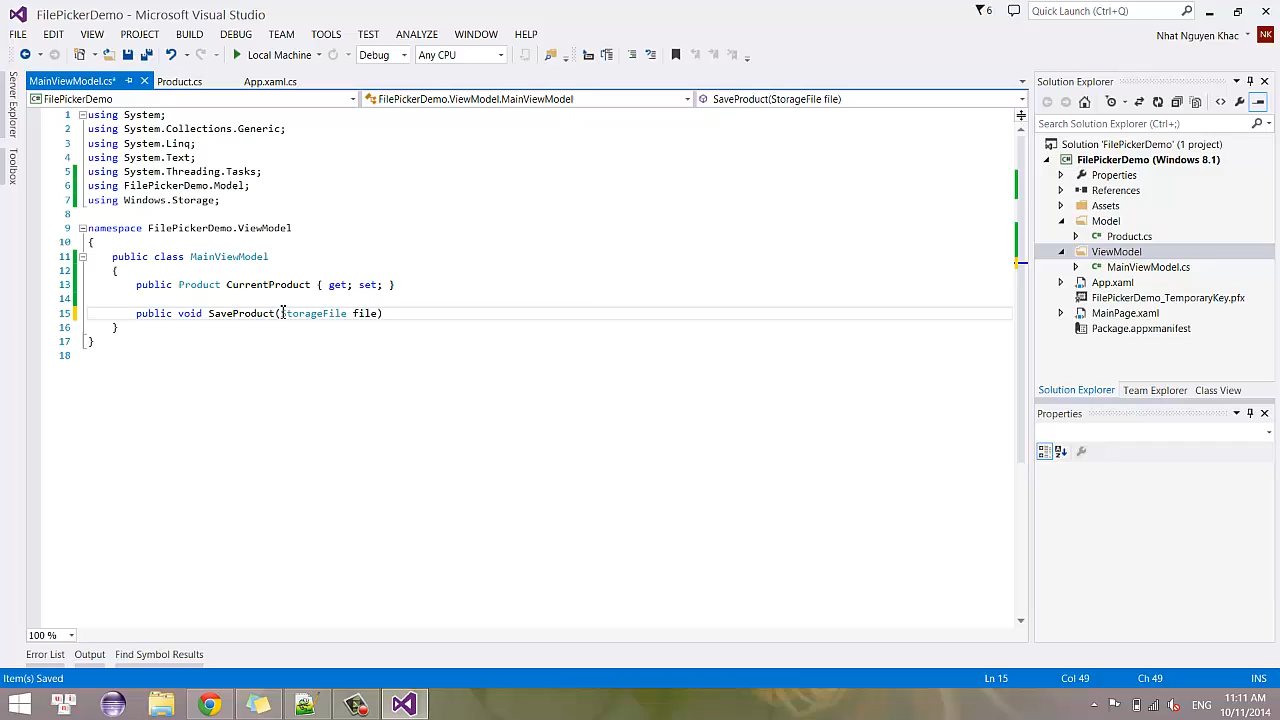 FilePickerDemo - Microsoft Visual Studio
6
Quick Launch (Ctrl+Q)
FILE EDIT VIEW PROJECT BUILD DEBUG TEAM TOOLS TEST ANALYZE WINDOW HELP
Nhat Nguyen Khac
NK
Local Machine
Debug
Any CPU
Server Explorer
Toolbox
MainViewModel.cs*
Product.cs
App.xaml.cs
FilePickerDemo
FilePickerDemo.ViewModel.MainViewModel
SaveProduct(StorageFile file)
1 using System;
2 using System.Collections.Generic;
3 using System.Linq;
4 using System.Text;
5 using System.Threading.Tasks;
6 using FilePickerDemo.Model;
7 using Windows.Storage;
8
9 namespace FilePickerDemo.ViewModel
10 {
11 public class MainViewModel
12 {
13 public Product CurrentProduct { get; set; }
14
15 public void SaveProduct(StorageFile file)
16 }
17 }
18
100 %
Error List
Output
Find Symbol Results
Solution Explorer
Search Solution Explorer (Ctrl+;)
Solution 'FilePickerDemo' (1 project)
FilePickerDemo (Windows 8.1)
Properties
References
Assets
Model
Product.cs
ViewModel
MainViewModel.cs
App.xaml
FilePickerDemo_TemporaryKey.pfx
MainPage.xaml
Package.appxmanifest
Solution Explorer
Team Explorer
Class View
Properties
Item(s) Saved
Ln 15
Col 49
Ch 49
INS
ENG
11:11 AM
10/11/2014